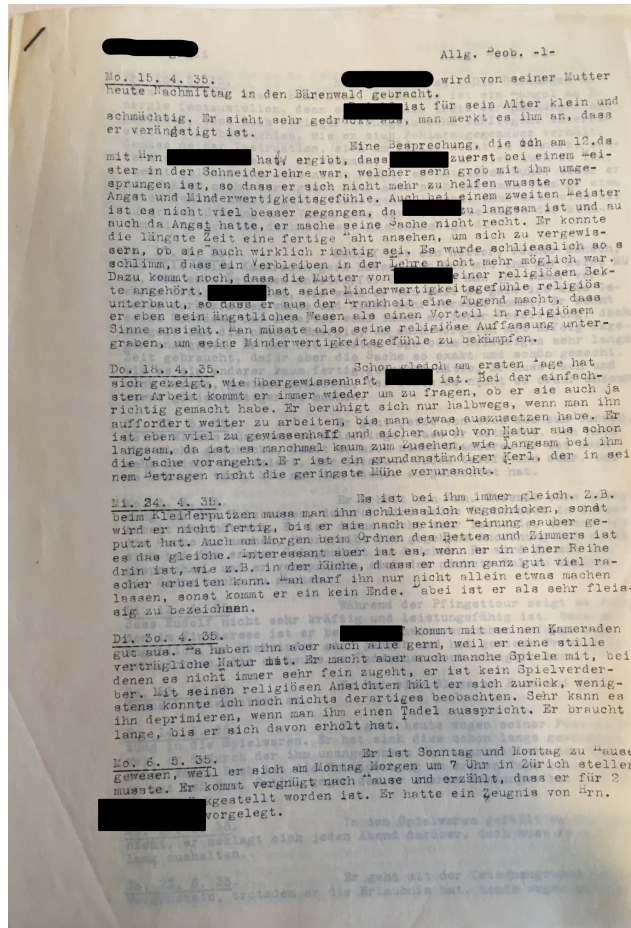 Allg. Beob. -1-
Mo. 15. 4. 35. wird von seiner Mutter
heute Nachmittag in den Bärenwald gebracht.
ist für sein Alter klein und
schmächtig. Er sieht sehr gedrückt aus, man merkt es ihm an, dass
er verängstigt ist.
Eine Besprechung, die ich am 12.ds
mit Hrn hat, ergibt, dass zuerst bei einem Mei-
ster in der Schneiderlehre war, welcher sern grob mit ihm umge-
sprungen ist, so dass er sich nicht mehr zu helfen wusste vor
Angst und Minderwertigkeitsgefühle. Auch bei einem zweiten Meister
ist es nicht viel besser gegangen, da zu langsam ist und au
auch da Angst hatte, er mache seine Sache nicht recht. Er konnte
die längste Zeit eine fertige Naht ansehen, um sich zu vergewis-
sern, ob sie auch wirklich richtig sei. Es wurde schliesslich so s
schlimm, dass ein Verbleiben in der Lehre nicht mehr möglich war.
Dazu kommt noch, dass die Mutter von einer religiösen Sek-
te angehört. hat seine Minderwertigkeitsgefühle religiös
unterbaut, so dass er aus der Krankheit eine Tugend macht, dass
er eben sein ängstliches Wesen als einen Vorteil in religiösem
Sinne ansieht. Man müsste also seine religiöse Auffassung unter-
graben, um seine Minderwertigkeitsgefühle zu bekämpfen.
Do. 18. 4. 35. Schon gleich am ersten Tage hat
sich gezeigt, wie übergewissenhaft ist. Bei der einfach-
sten Arbeit kommt er immer wieder um zu fragen, ob er sie auch ja
richtig gemacht habe. Er beruhigt sich nur halbwegs, wenn man ihn
auffordert weiter zu arbeiten, bis man etwas auszusetzen habe. Er
ist eben viel zu gewissenhaff und sicher auch von Natur aus schon
langsam, da ist es manchmal kaum zum Zusehen, wie langsam bei ihm
die Sache vorangeht. E r ist ein grundanständiger Kerl, der in sei
nem Betragen nicht die geringste Mühe verursacht.
Mi. 24. 4. 35. Es ist bei ihm immer gleich. Z.B.
beim Kleiderputzen muss man ihn schliesslich wegschicken, sonst
wird er nicht fertig, bis er sie nach seiner Meinung sauber ge-
putzt hat. Auch am Morgen beim Ordnen des Bettes und Zimmers ist
es das gleiche. Interessant aber ist es, wenn er in einer Reihe
drin ist, wie z.B. in der Küche, dass er dann ganz gut viel ra-
scher arbeiten kann. Man darf ihn nur nicht allein etwas machen
lassen, sonst kommt er ein kein Ende. Dabei ist er als sehr fleis-
sig zu bezeichnen.
Di. 3o. 4. 35. kommt mit seinen Kameraden
gut aus. Es haben ihn aber auch alle gern, weil er eine stille
verträgliche Natur ist. Er macht aber auch manche Spiele mit, bei
denen es nicht immer sehr fein zugeht, er ist kein Spielverder-
ber. Mit seinen religiösen Ansichten hält er sich zurück, wenig-
stens konnte ich noch nichts derartiges beobachten. Sehr kann es
ihn deprimieren, wenn man ihm einen Tadel ausspricht. Er braucht
lange, bis er sich davon erholt hat.
Mo. 6. 5. 35. Er ist Sonntag und Montag zu Hause
gewesen, weil er sich am Montag Morgen um 7 Uhr in Zürich stellen
musste. Er kommt vergnügt nach Hause und erzählt, dass er für 2
kgestellt worden ist. Er hatte ein Zeugnis von Hrn.
vorgelegt.